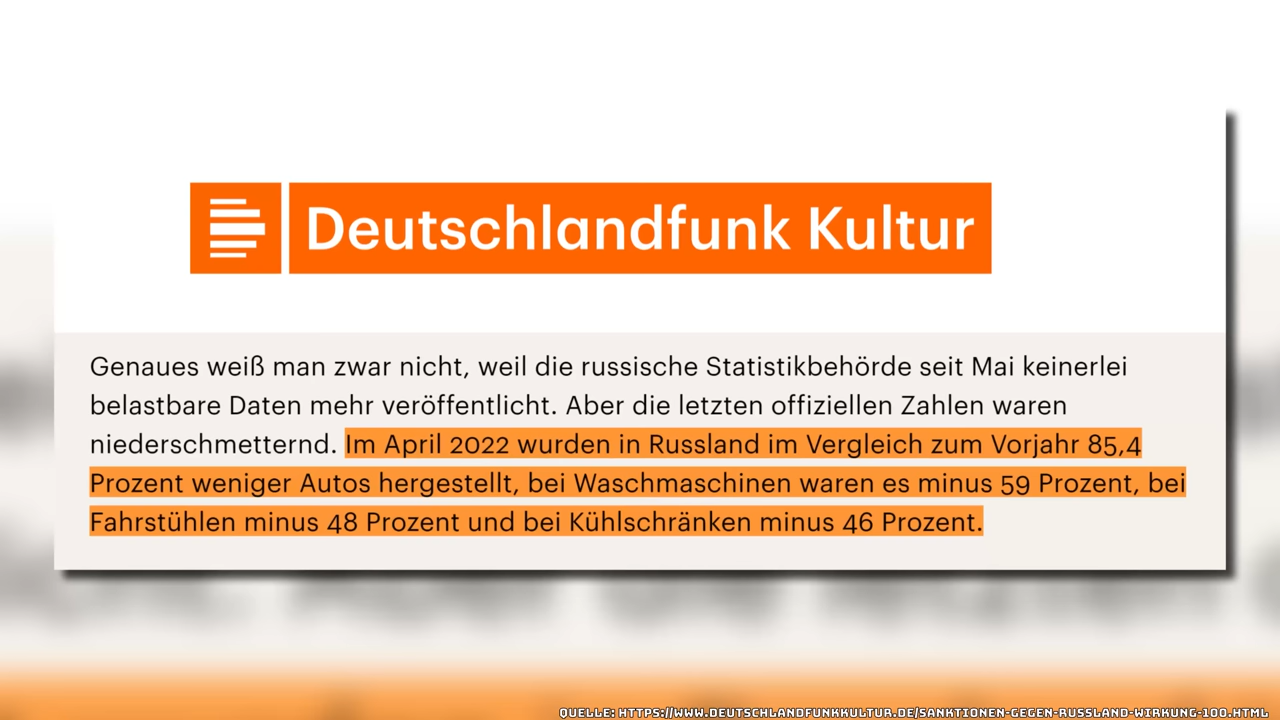 Deutschlandfunk Kultur
Genaues weiß man zwar nicht, weil die russische Statistikbehörde seit Mai keinerlei
belastbare Daten mehr veröffentlicht. Aber die letzten offiziellen Zahlen waren
niederschmetternd. Im April 2022 wurden in Russland im Vergleich zum Vorjahr 85,4
Prozent weniger Autos hergestellt, bei Waschmaschinen waren es minus 59 Prozent, bei
Fahrstühlen minus 48 Prozent und bei Kühlschränken minus 46 Prozent.
QUELLE: HTTPS://WWW.DEUTSCHLANDFUNKKULTUR.DE/SANKTIONEN-GEGEN-RUSSLAND-WIRKUNG-100.HTML